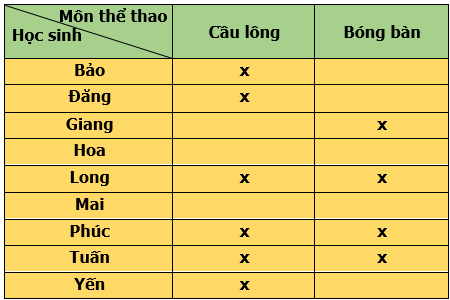 Môn thể thao
Học sinh
Cầu lông
Bóng bàn
Bảo x
Đăng x
Giang x
Hoa
Long x x
Mai
Phúc x x
Tuấn x x
Yến x